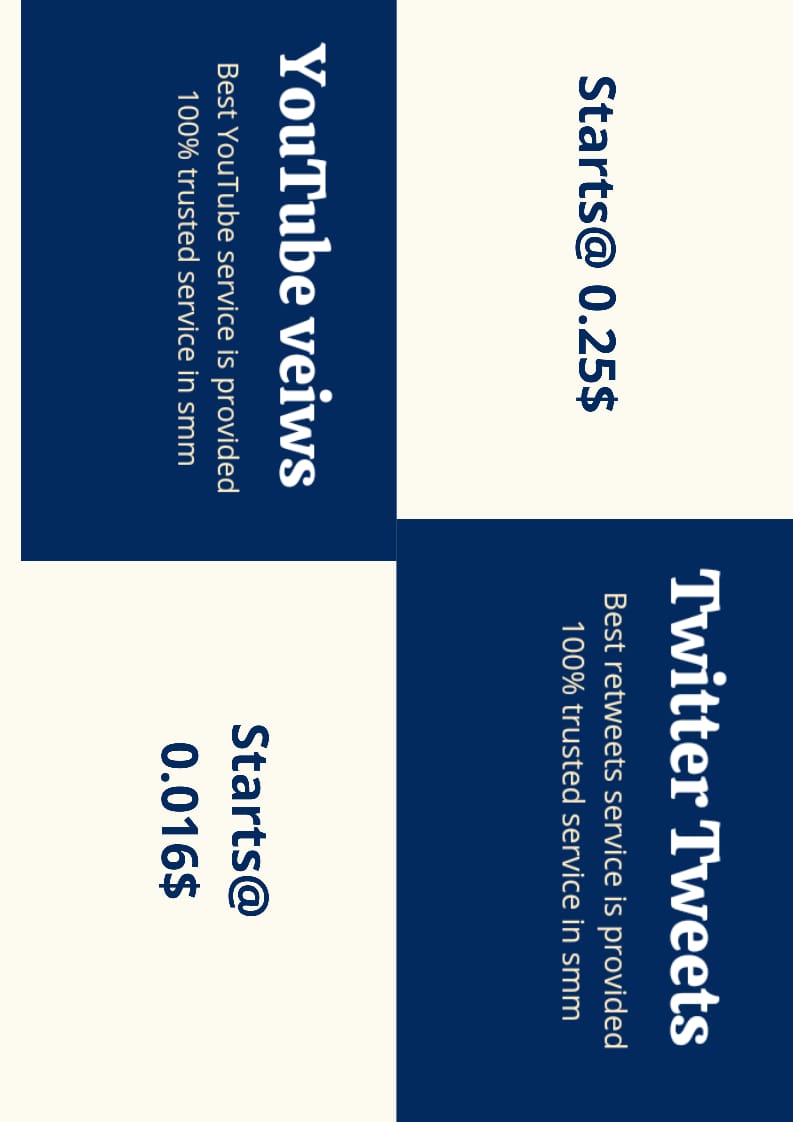 Starts@ 0.25$
Twitter Tweets
Best retweets service is provided
100% trusted service in smm
YouTube veiws
Best YouTube service is provided
100% trusted service in smm
Starts@
0.016$